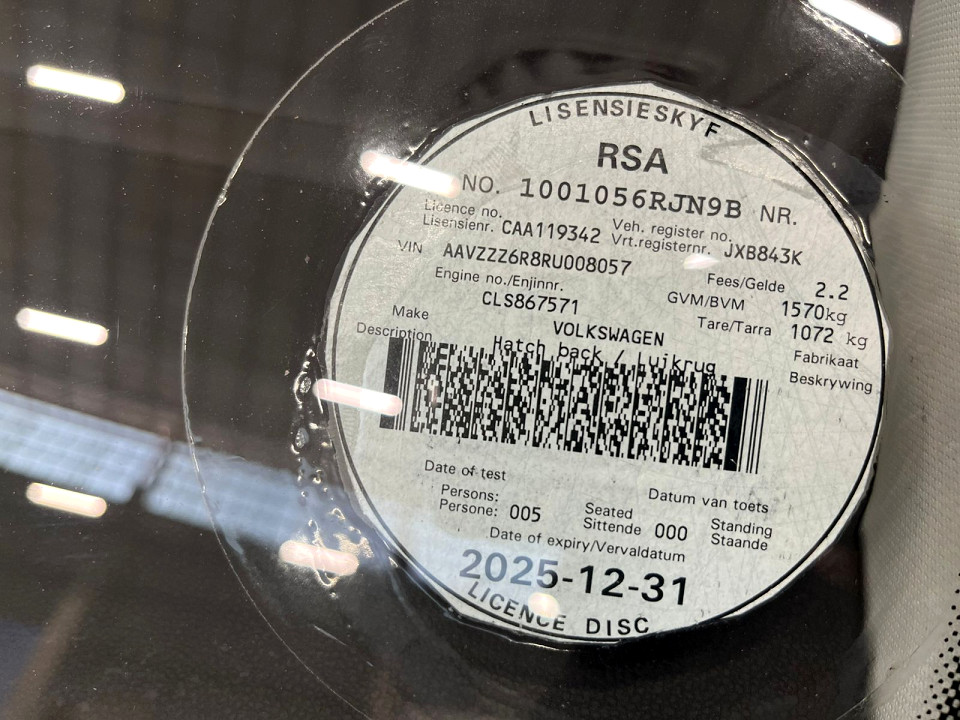 LISENSIESKYF
RSA
NO. 1001056RJN9B NR.
Licence no. Lisensienr. CAA119342 Veh. register no. Vrt.registernr. JXB843K
VIN AAVZZZ6R8RU008057 Fees/Gelde 2.2
Engine no./Enjinnr. CLS867571 GVM/BVM 1570kg
Tare/Tarra 1072 kg
Make VOLKSWAGEN Fabrikaat
Description Hatch back / Luikrug Beskrywing
Date of test Datum van toets
Persons: Persone: 005 Seated Sittende 000 Standing Staande
Date of expiry/Vervaldatum
2025-12-31
LICENCE DISC